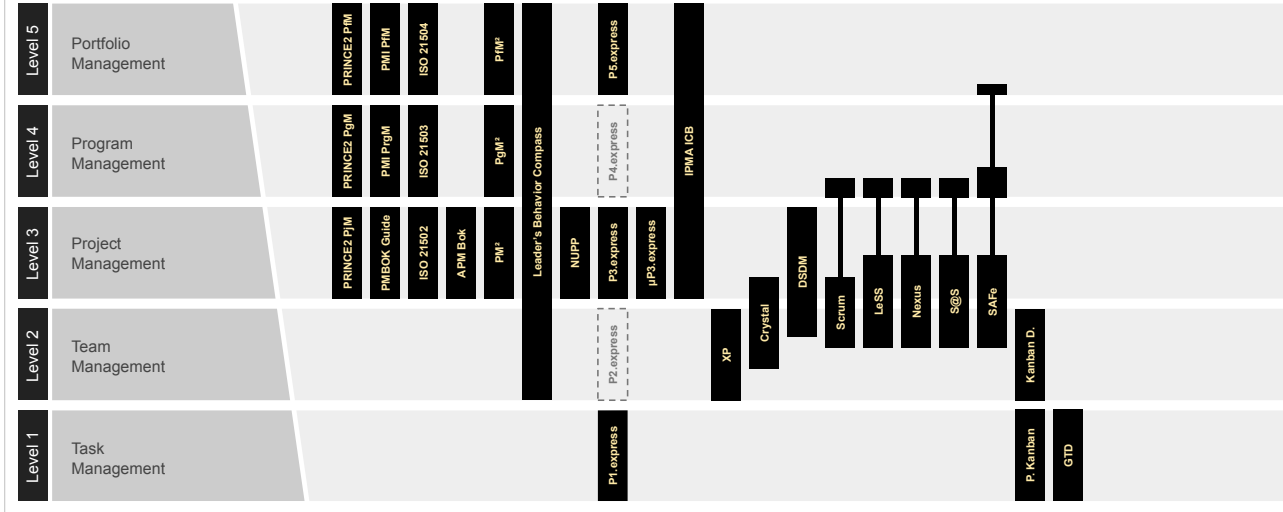 Level 5
Portfolio
Management
PRINCE2 PfM
PMI PfM
ISO 21504
PfM²
P5.express
Level 4
Program
Management
PRINCE2 PgM
PMI PrgM
ISO 21503
PgM²
Leader's Behavior Compass
P4.express
IPMA ICB
Level 3
Project
Management
PRINCE2 PjM
PMBOK Guide
ISO 21502
APM Bok
PM²
NUPP
P3.express
µP3.express
DSDM
Crystal
Scrum
LeSS
Nexus
S@S
SAFe
Level 2
Team
Management
P2.express
XP
Kanban D.
Level 1
Task
Management
P1.express
P. Kanban
GTD